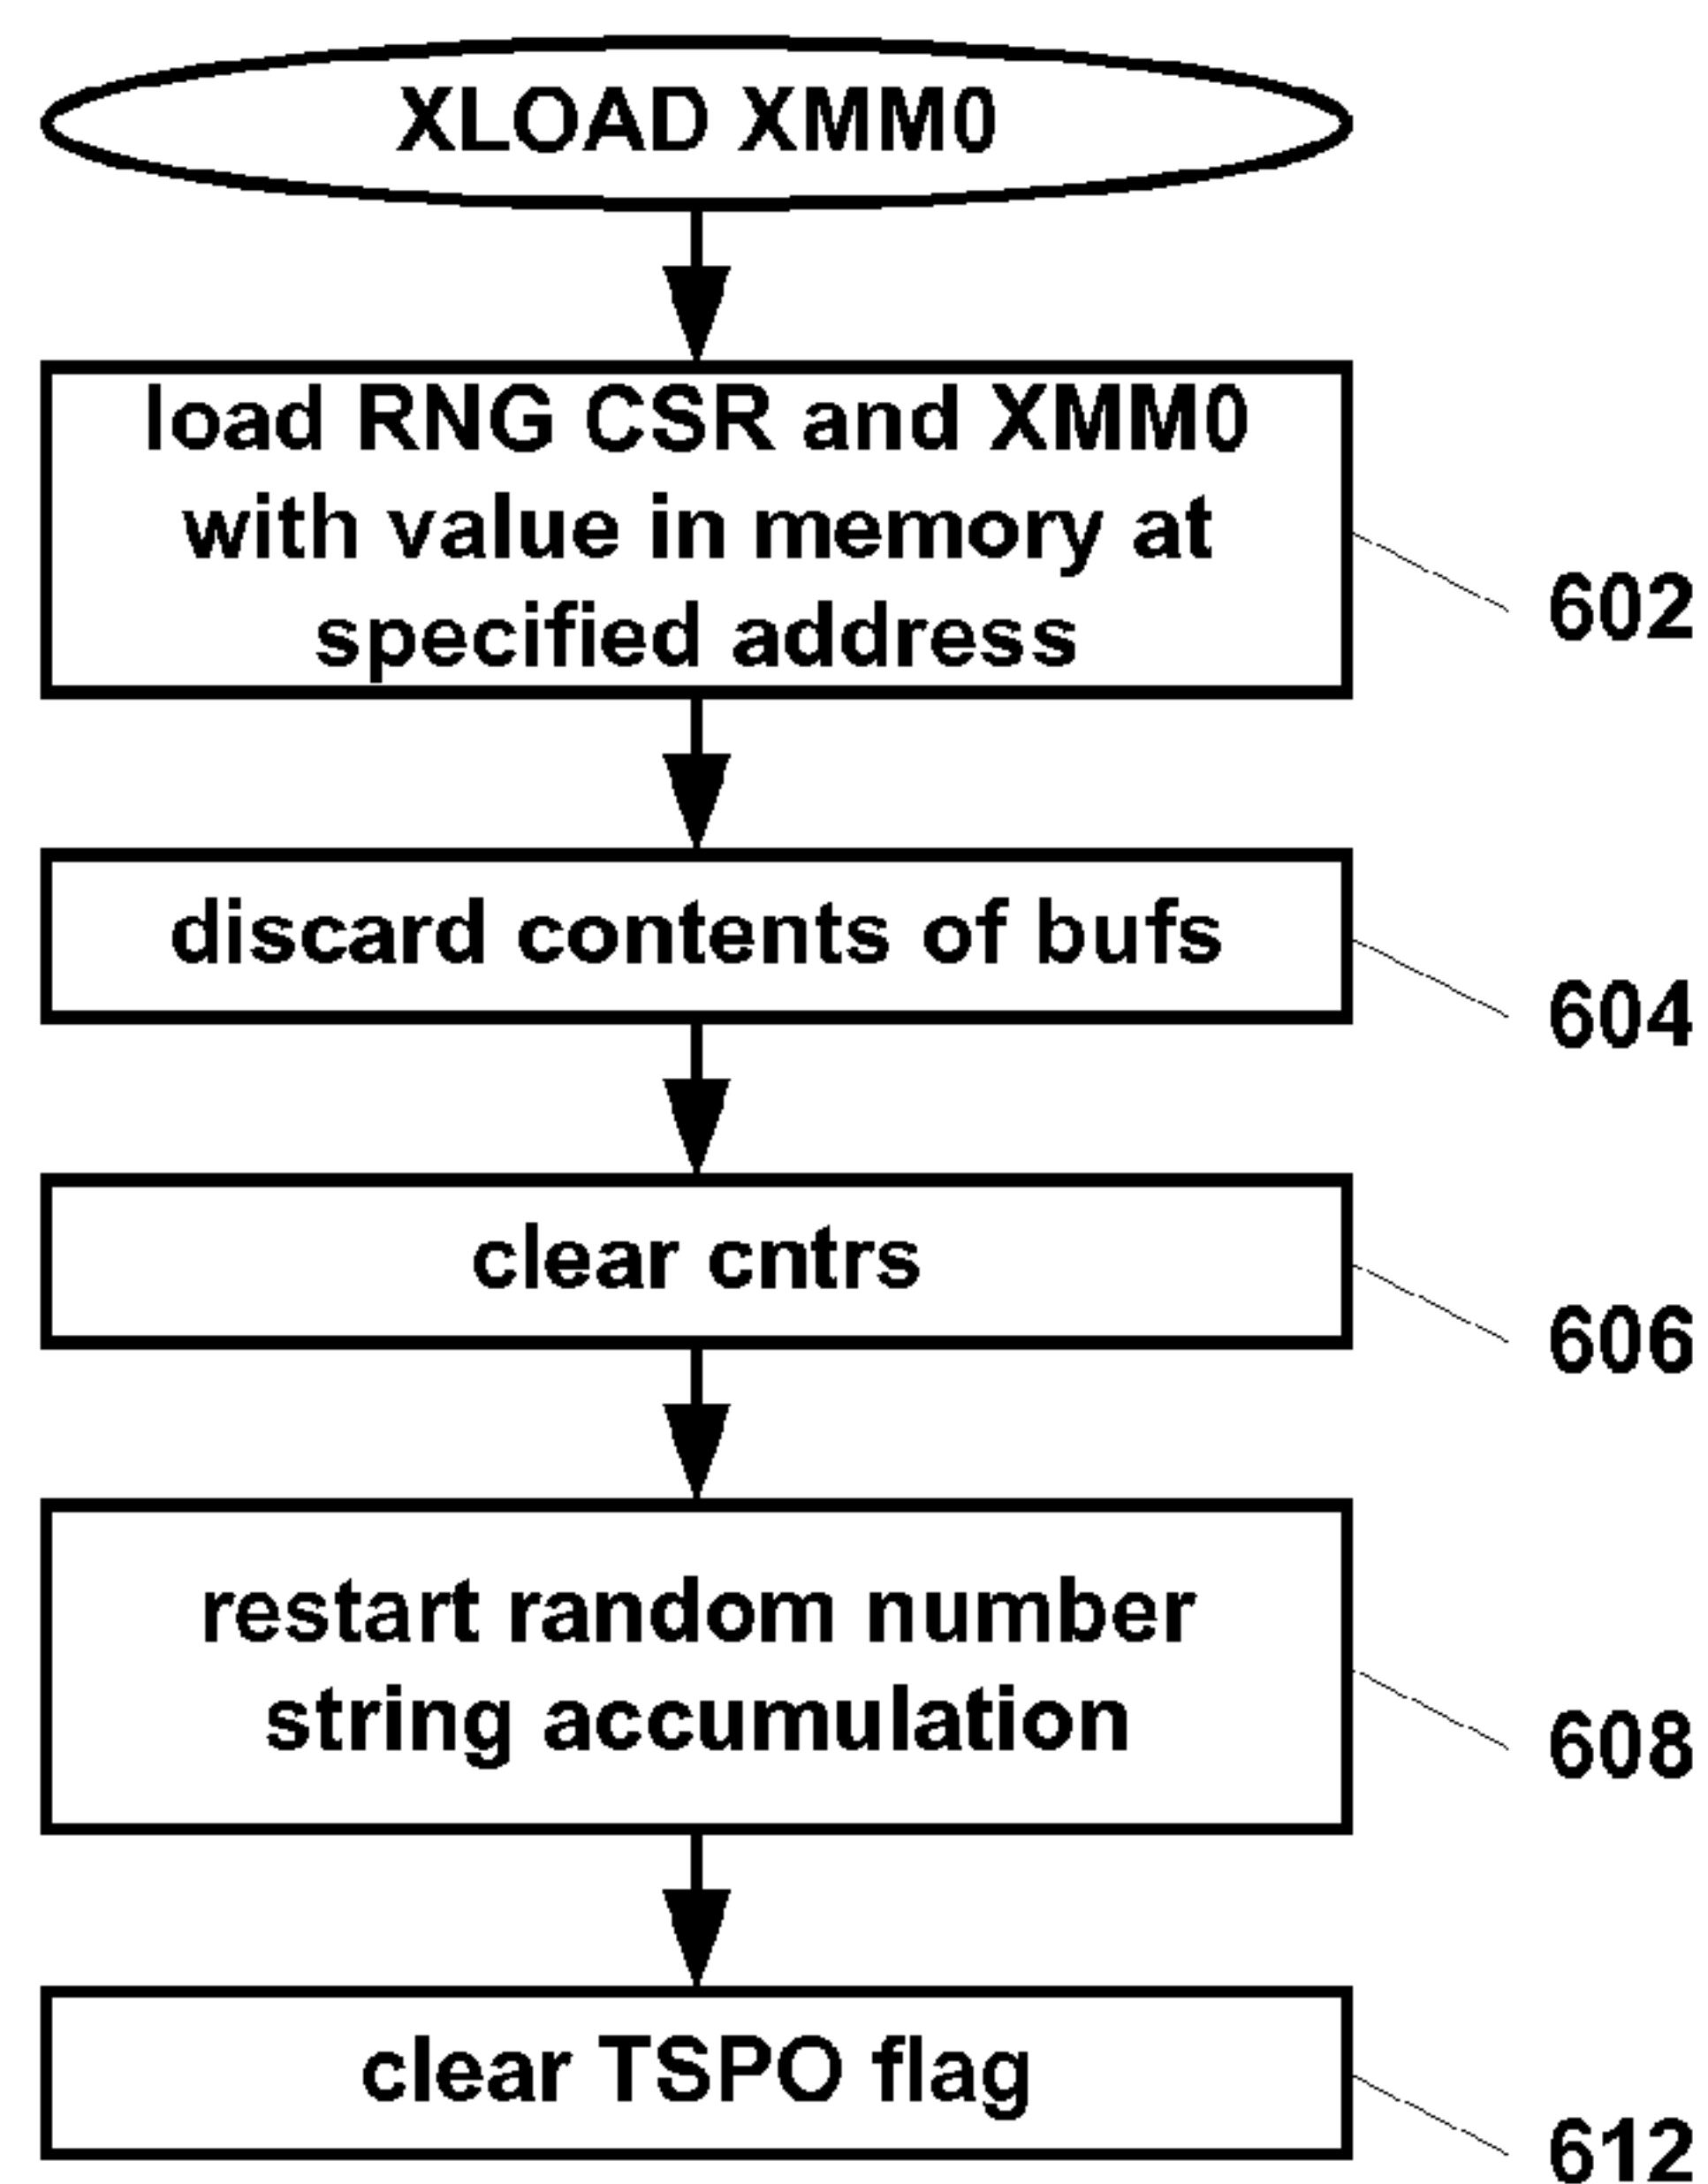 XLOAD XMM0
load RNG CSR and XMM0
with value in memory at
specified address
602
discard contents of bufs
604
clear cntrs
606
restart random number
string accumulation
608
clear TSPO flag
612